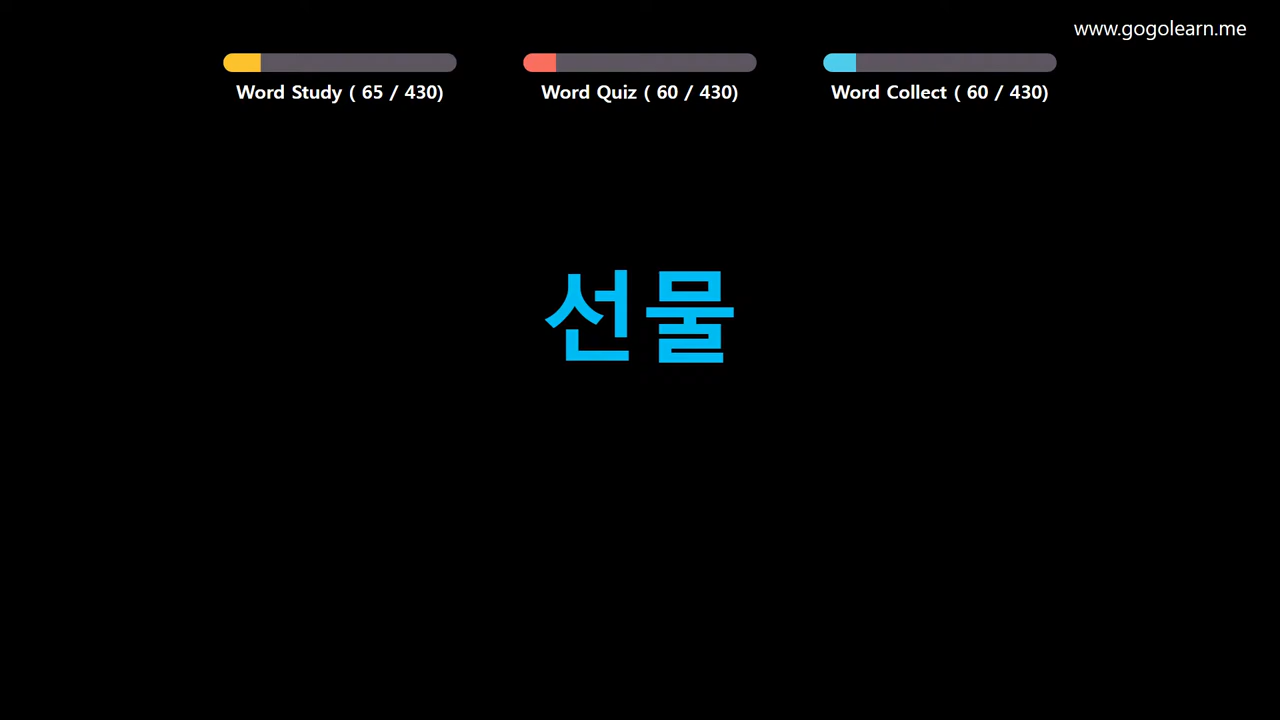 www.gogolearn.me
Word Study ( 65 / 430)
Word Quiz ( 60 / 430)
Word Collect ( 60 / 430)
선물